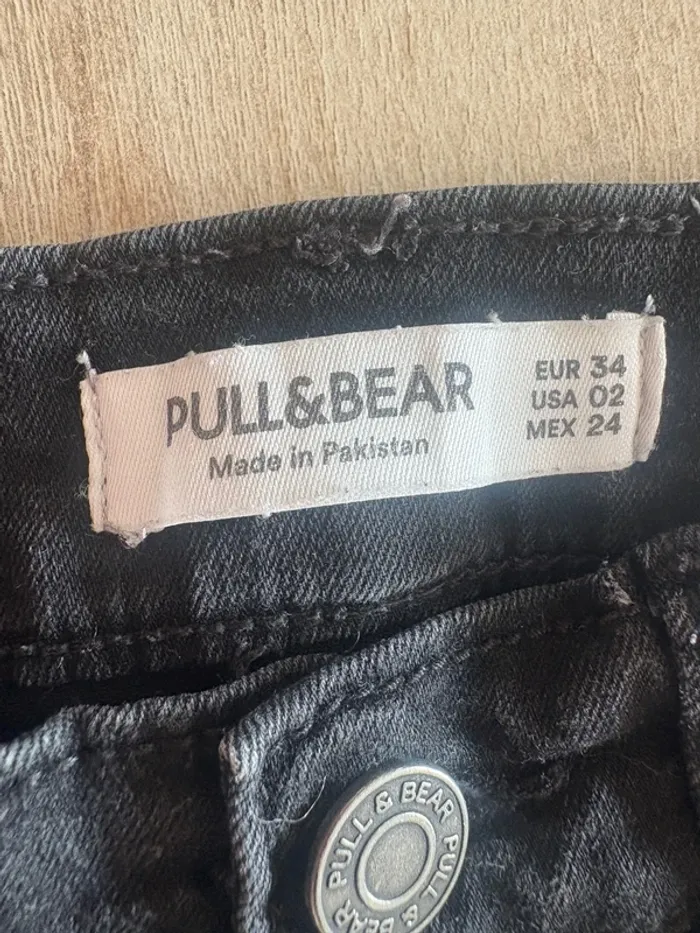 PULL&BEAR
Made in Pakistan
EUR 34
USA 02
MEX 24
PULL & BEAR PULL & BEAR